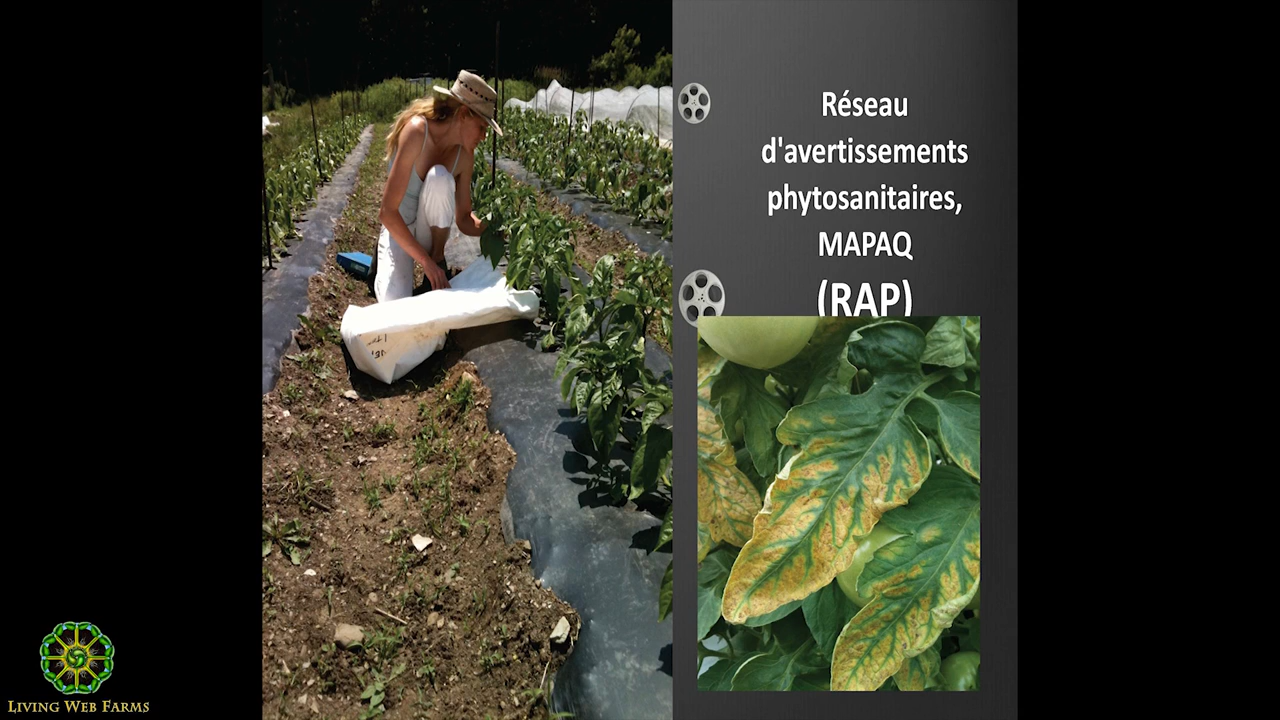 Réseau
d'avertissements
phytosanitaires,
MAPAQ
(RAP)
LIVING WEB FARMS